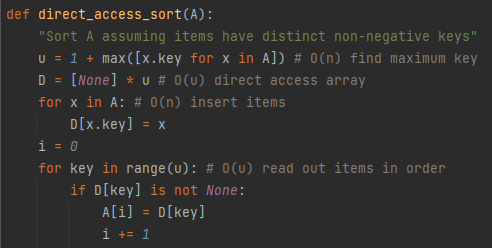 def direct_access_sort(A):
    "Sort A assuming items have distinct non-negative keys"
    u = 1 + max([x.key for x in A]) # O(n) find maximum key
    D = [None] * u # O(u) direct access array
    for x in A: # O(n) insert items
        D[x.key] = x
    i = 0
    for key in range(u): # O(u) read out items in order
        if D[key] is not None:
            A[i] = D[key]
            i += 1